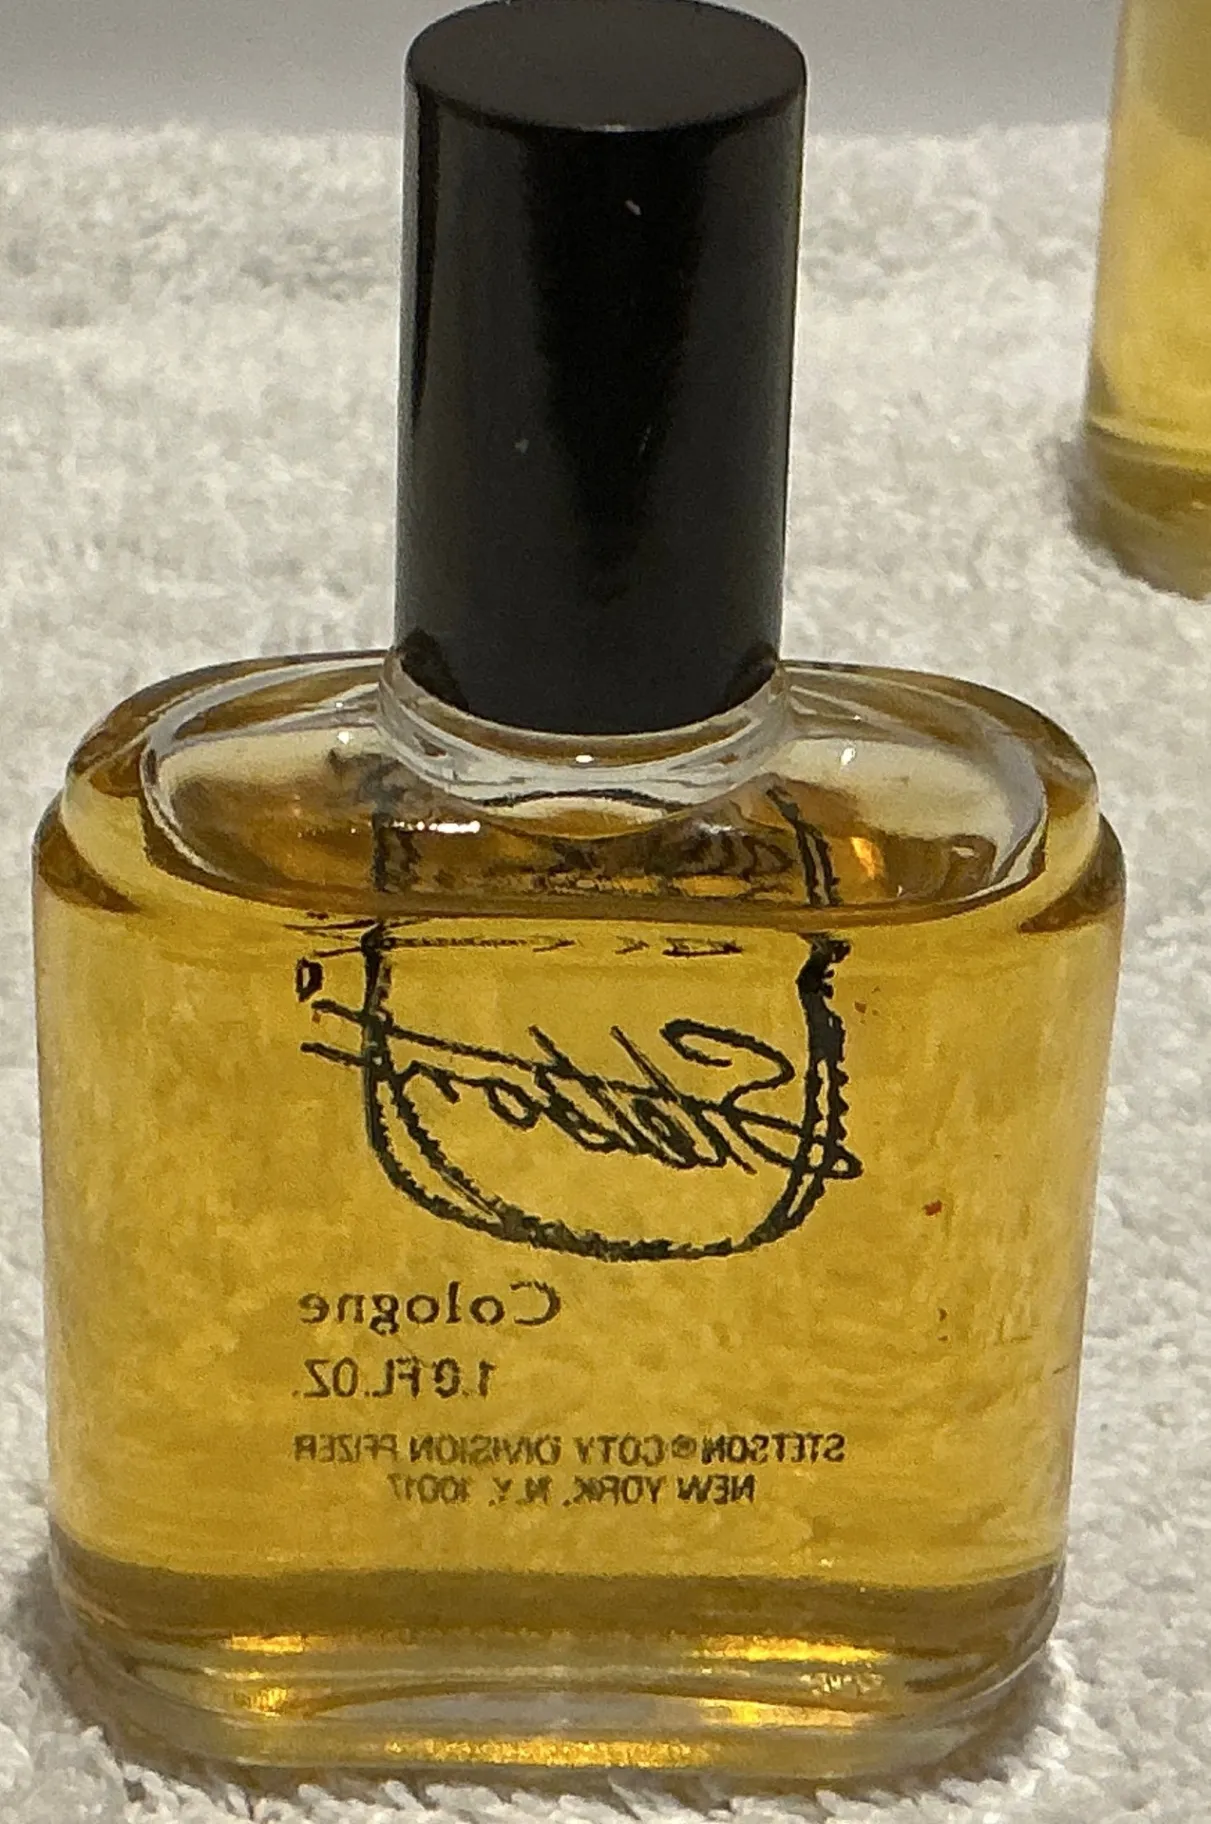 Stetson
Cologne
1.0 FL.OZ.
STETSON® COTY DIVISION PFIZER
NEW YORK, N.Y. 10017